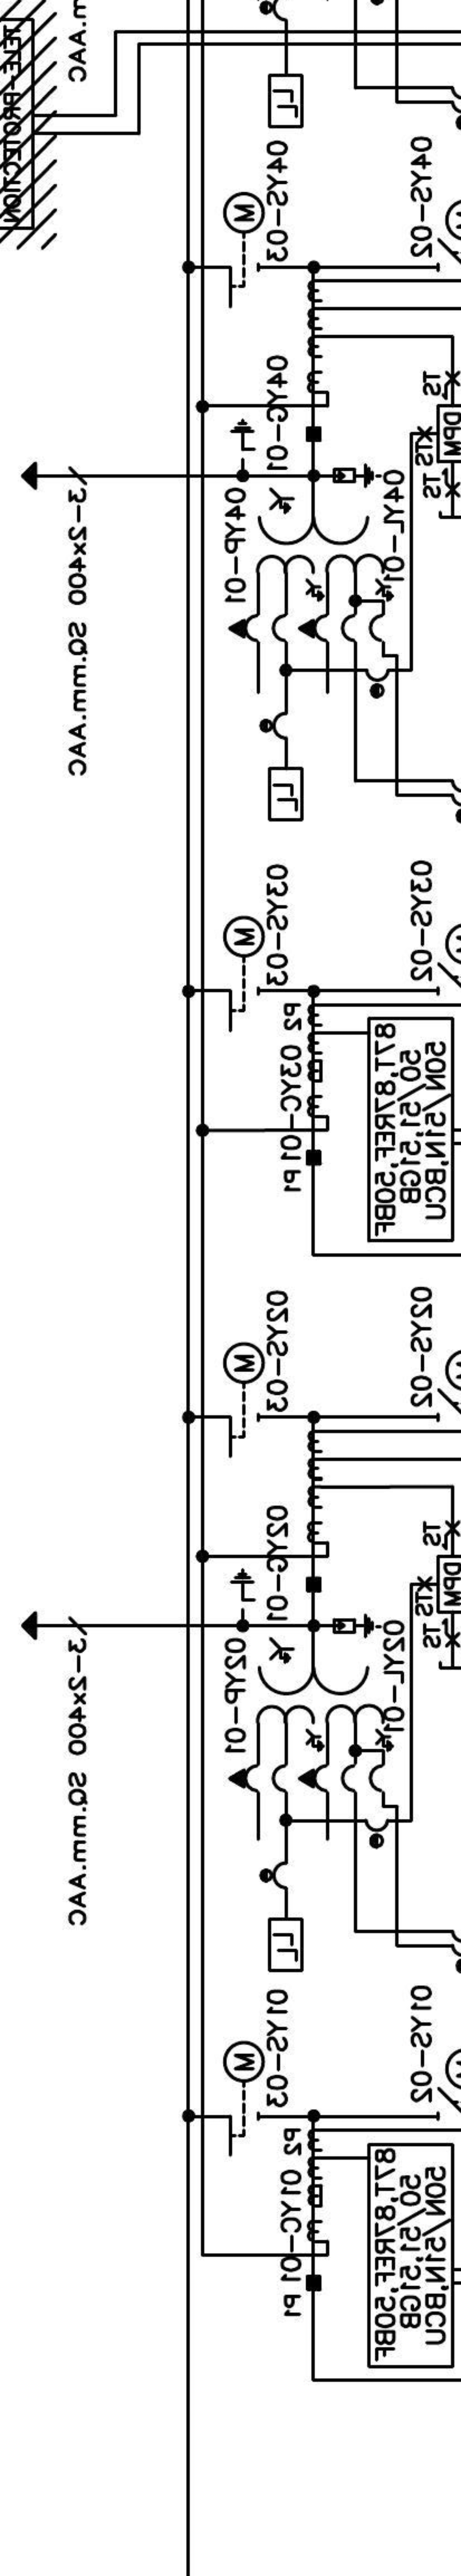 m.AAC
TELE-PROTECTION
LL
04YS-03
04YS-02
M
TS
DPM
TS
TS
04YC-01
04YL-01
04YP-01
Y
Y
Y
3-2x400 SQ.mm.AAC
LL
03YS-03
03YS-02
M
P2 03YC-01 P1
50N/51N,BCU
50/51,51GB
87T,87REF,50BF
02YS-03
02YS-02
M
TS
DPM
TS
TS
02YC-01
02YL-01
02YP-01
Y
Y
Y
3-2x400 SQ.mm.AAC
LL
01YS-03
01YS-02
M
P2 01YC-01 P1
50N/51N,BCU
50/51,51GB
87T,87REF,50BF